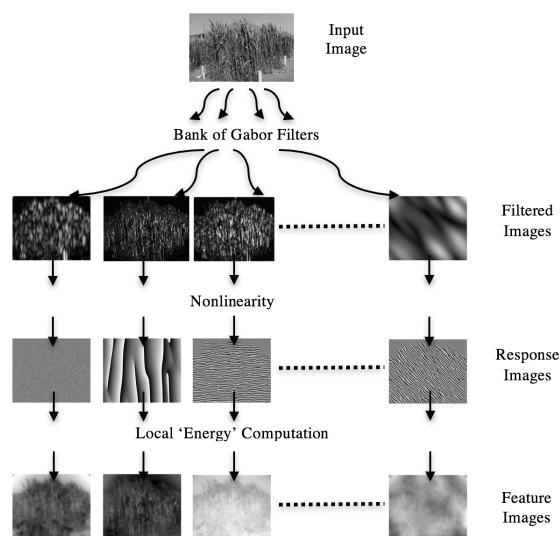 Input
Image
Bank of Gabor Filters
Filtered
Images
Nonlinearity
Response
Images
Local ‘Energy’ Computation
Feature
Images